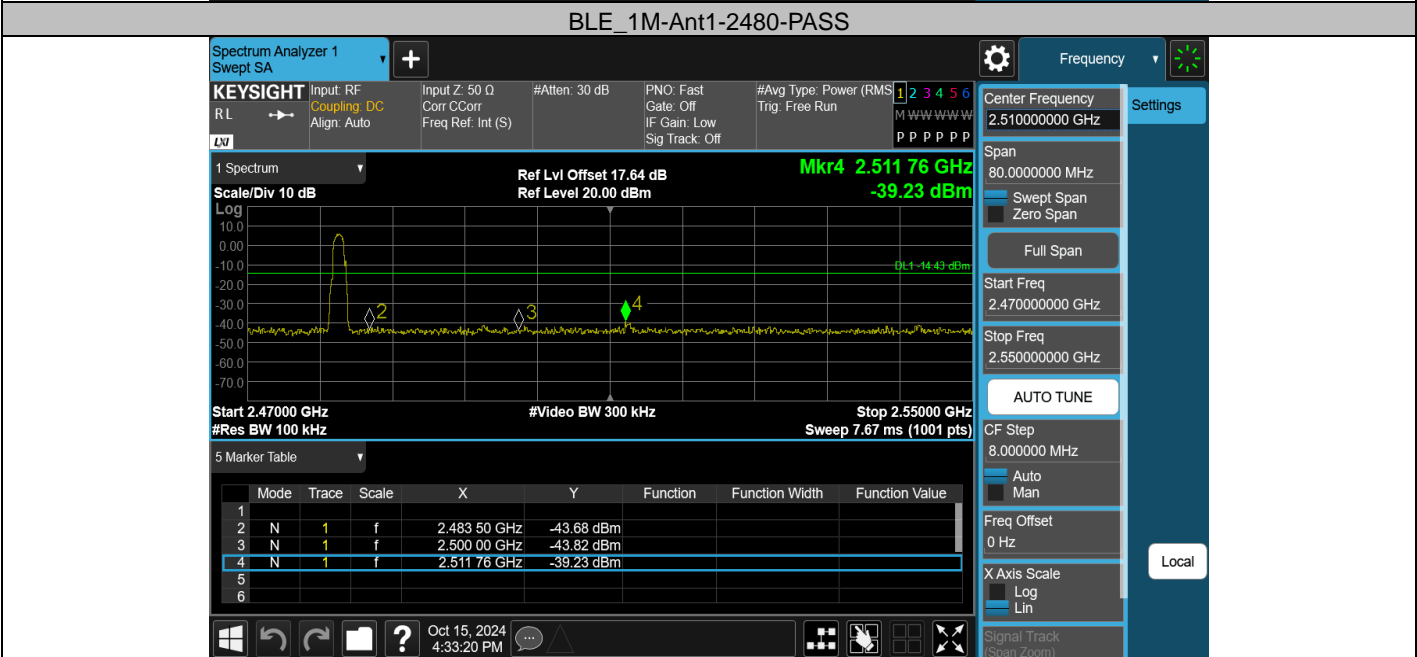 BLE_1M-Ant1-2480-PASS
Spectrum Analyzer 1
Swept SA
+
Frequency
KEYSIGHT
RL
LXI
Input: RF
Coupling: DC
Align: Auto
Input Z: 50 Ω
Corr CCorr
Freq Ref: Int (S)
#Atten: 30 dB
PNO: Fast
Gate: Off
IF Gain: Low
Sig Track: Off
#Avg Type: Power (RMS
Trig: Free Run
1 2 3 4 5 6
M W W W W W
P P P P P P
1 Spectrum
Scale/Div 10 dB
Log
Ref Lvl Offset 17.64 dB
Ref Level 20.00 dBm
Mkr4 2.511 76 GHz
-39.23 dBm
10.0
0.00
-10.0
-20.0
-30.0
-40.0
-50.0
-60.0
-70.0
DL1 -14.43 dBm
2
3
4
Start 2.47000 GHz
#Video BW 300 kHz
Stop 2.55000 GHz
#Res BW 100 kHz
Sweep 7.67 ms (1001 pts)
5 Marker Table
Mode Trace Scale X Y Function Function Width Function Value
1
2 N 1 f 2.483 50 GHz -43.68 dBm
3 N 1 f 2.500 00 GHz -43.82 dBm
4 N 1 f 2.511 76 GHz -39.23 dBm
5
6
?
Oct 15, 2024
4:33:20 PM
Center Frequency
2.510000000 GHz
Settings
Span
80.0000000 MHz
Swept Span
Zero Span
Full Span
Start Freq
2.470000000 GHz
Stop Freq
2.550000000 GHz
AUTO TUNE
CF Step
8.000000 MHz
Auto
Man
Freq Offset
0 Hz
X Axis Scale
Log
Lin
Local
Signal Track
(Span Zoom)